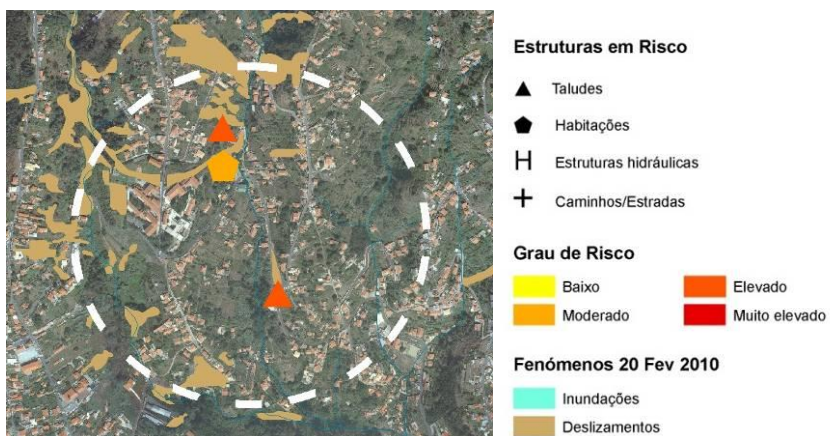 Estruturas em Risco
Taludes
Habitações
Estruturas hidráulicas
Caminhos/Estradas
Grau de Risco
Baixo
Elevado
Moderado
Muito elevado
Fenómenos 20 Fev 2010
Inundações
Deslizamentos